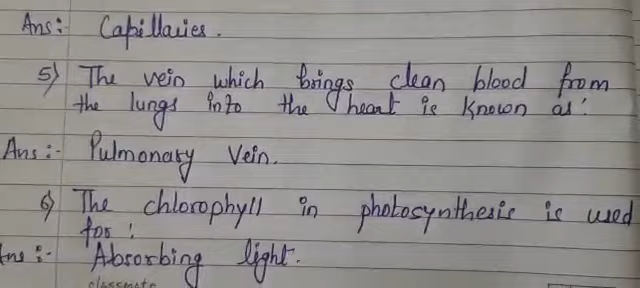 Ans:- Capillaries.
5) The vein which brings clean blood from
the lungs into the heart is known as:
Ans:- Pulmonary Vein.
6) The chlorophyll in photosynthesis is used
for:
Ans:- Absorbing light.
classmate